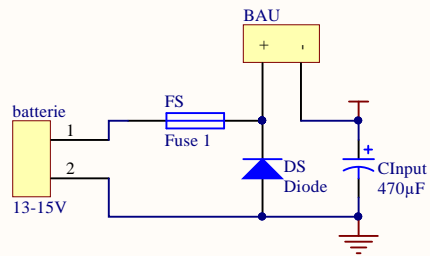 BAU
+ -
batterie
FS
1
Fuse 1
+
2
DS
CInput
Diode
470µF
13-15V